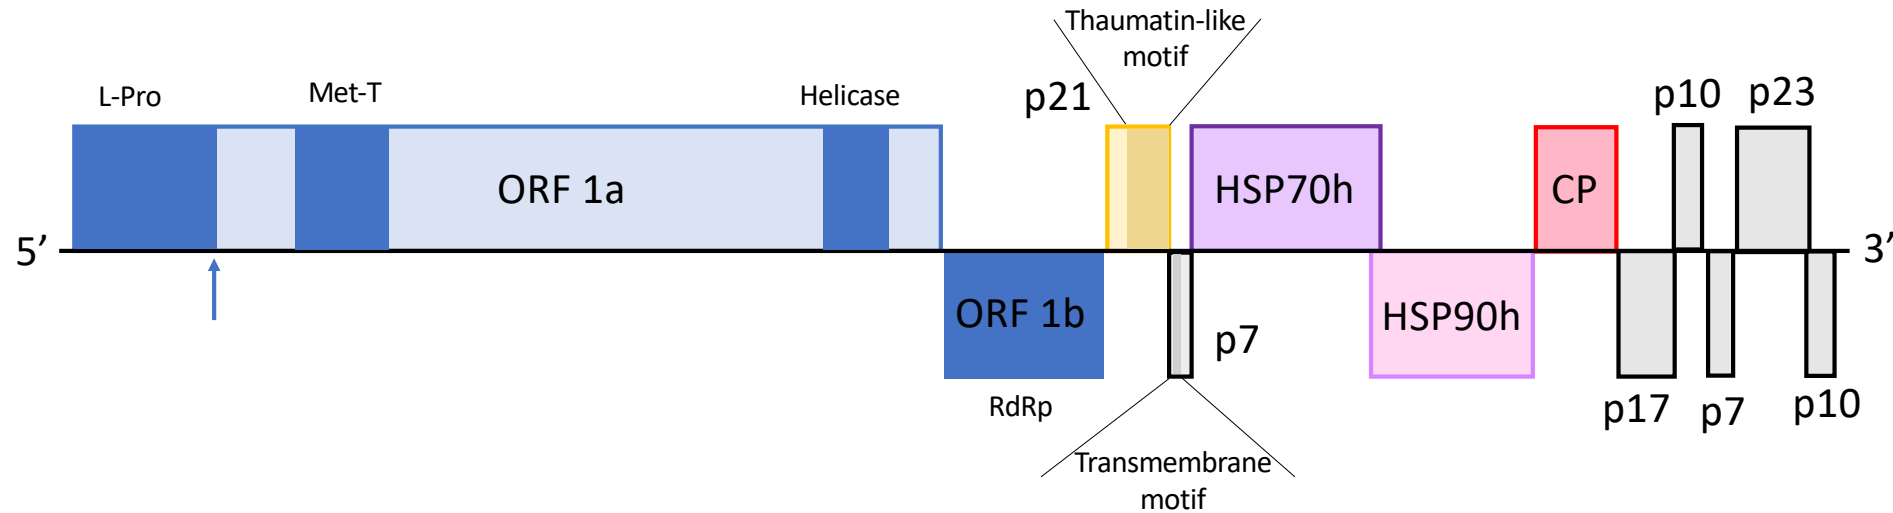 Thaumatin-like
motif
L-Pro
Met-T
Helicase
p21
p10
p23
ORF 1a
HSP70h
CP
5’
3’
ORF 1b
HSP90h
p7
RdRp
p17
p7
p10
Transmembrane
motif